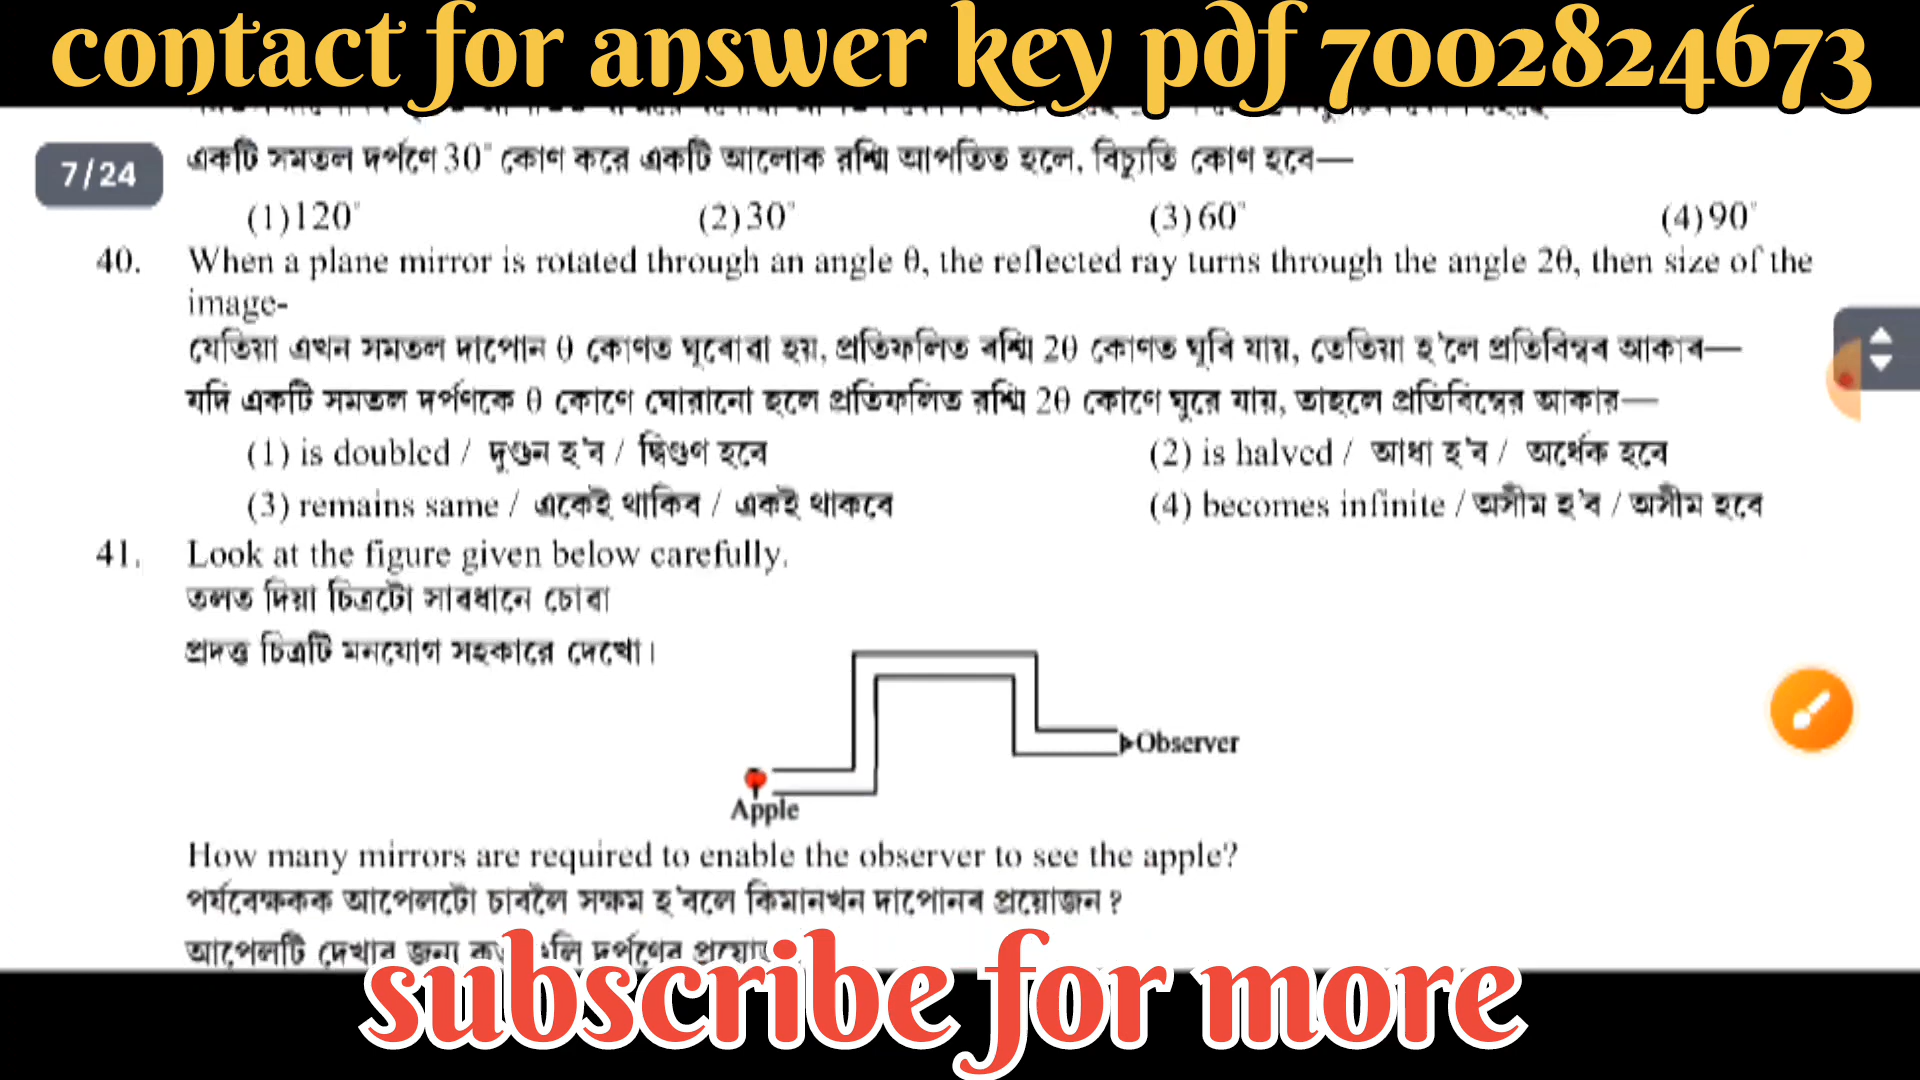 contact for answer key pdf 7002824673
7/24
একটি সমতল দর্পণে 30° কোণ করে একটি আলোক রশ্মি আপতিত হলে, বিচ্যুতি কোণ হবে—
(1) 120° (2) 30° (3) 60° (4) 90°
40. When a plane mirror is rotated through an angle θ, the reflected ray turns through the angle 2θ, then size of the
image-
যেতিয়া এখন সমতল দাপোন θ কোণত ঘূৰোৱা হয়, প্ৰতিফলিত ৰশ্মি 2θ কোণত ঘূৰি যায়, তেতিয়া হ'লে প্ৰতিবিম্বৰ আকাৰ—
যদি একটি সমতল দর্পণকে θ কোণে ঘোরানো হলে প্রতিফলিত রশ্মি 2θ কোণে ঘুরে যায়, তাহলে প্রতিবিম্বের আকার—
(1) is doubled / দুগুন হ'ব / দ্বিগুণ হবে (2) is halved / আধা হ'ব / অর্ধেক হবে
(3) remains same / একেই থাকিব / একই থাকবে (4) becomes infinite / অসীম হ'ব / অসীম হবে
41. Look at the figure given below carefully.
তলত দিয়া চিত্ৰটো সাৱধানে চোৱা
প্রদত্ত চিত্রটি মনযোগ সহকারে দেখো।
Observer
Apple
How many mirrors are required to enable the observer to see the apple?
পৰ্যবেক্ষকক আপেলটো চাবলৈ সক্ষম হ'বলে কিমানখন দাপোনৰ প্ৰয়োজন ?
আপেলটি দেখার জন্য দর্পণের
subscribe for more